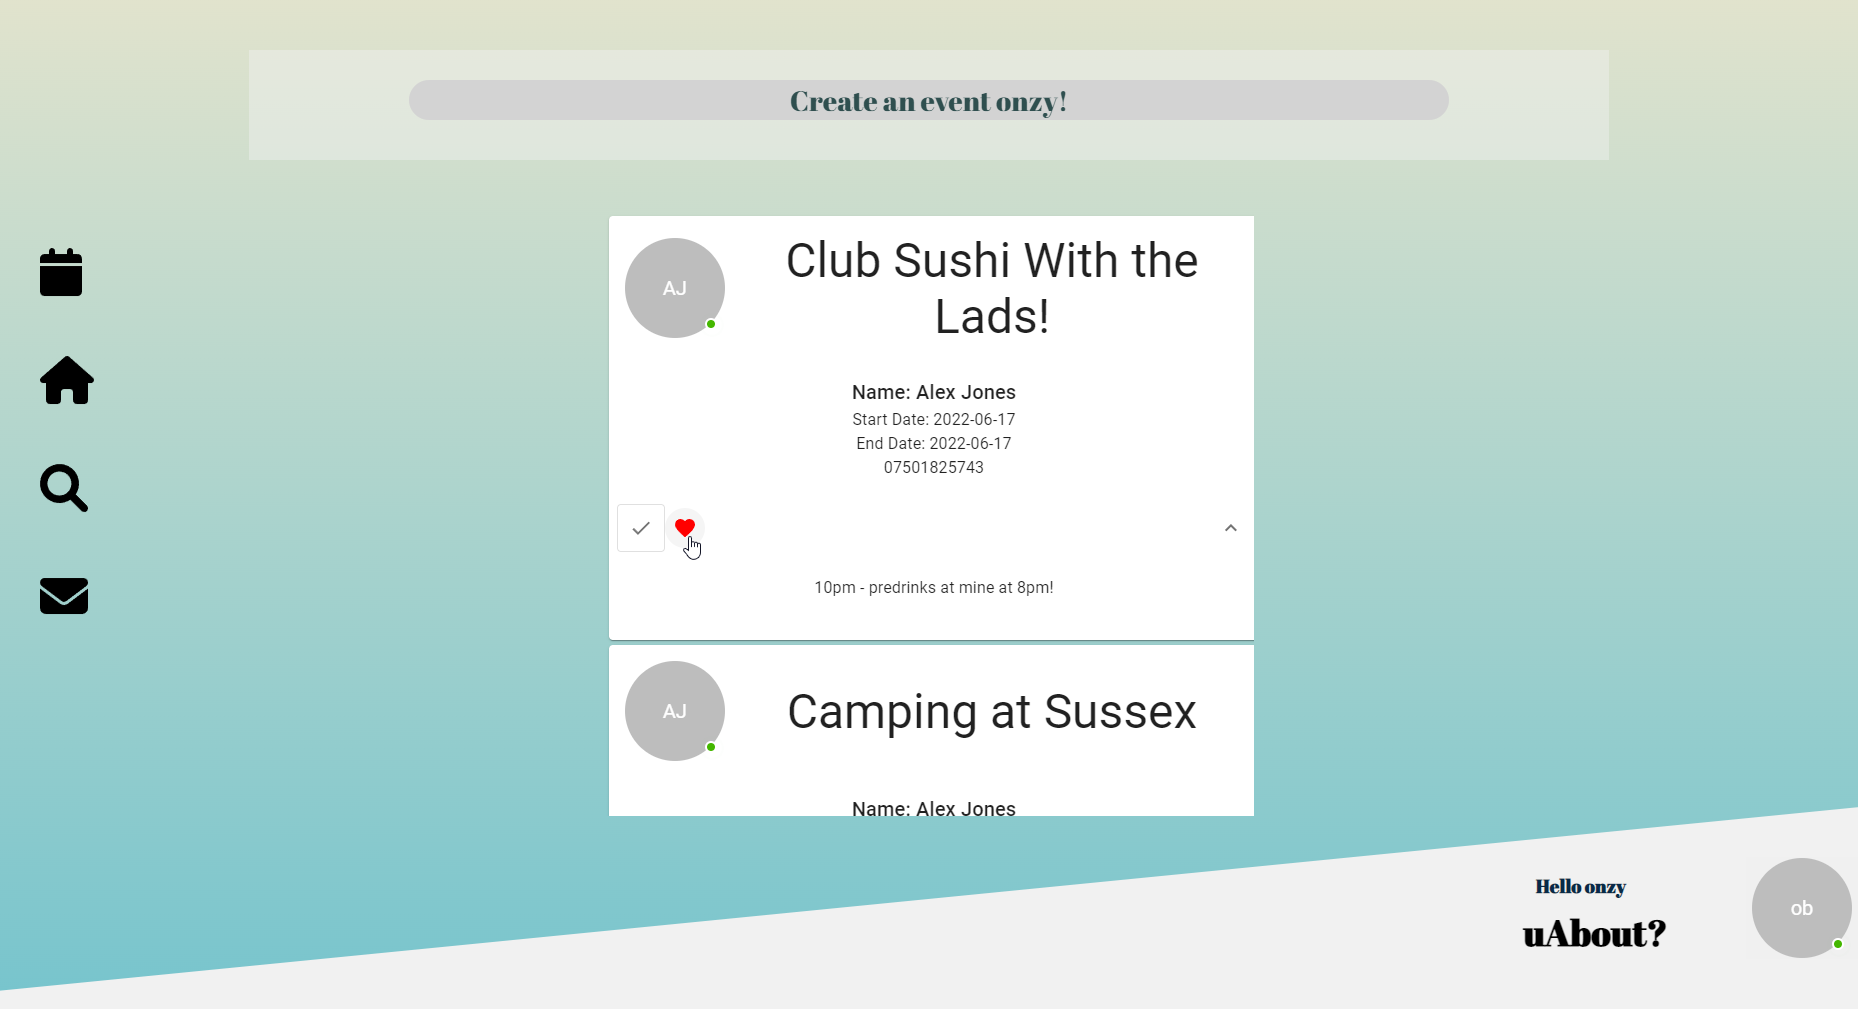 Create an event onzy!
AJ
Club Sushi With the
Lads!
Name: Alex Jones
Start Date: 2022-06-17
End Date: 2022-06-17
07501825743
10pm - predrinks at mine at 8pm!
AJ
Camping at Sussex
Name: Alex Jones
Hello onzy
uAbout?
ob